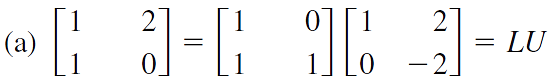 (a) [1 2; 1 0] = [1 0; 1 1] [1 2; 0 -2] = LU